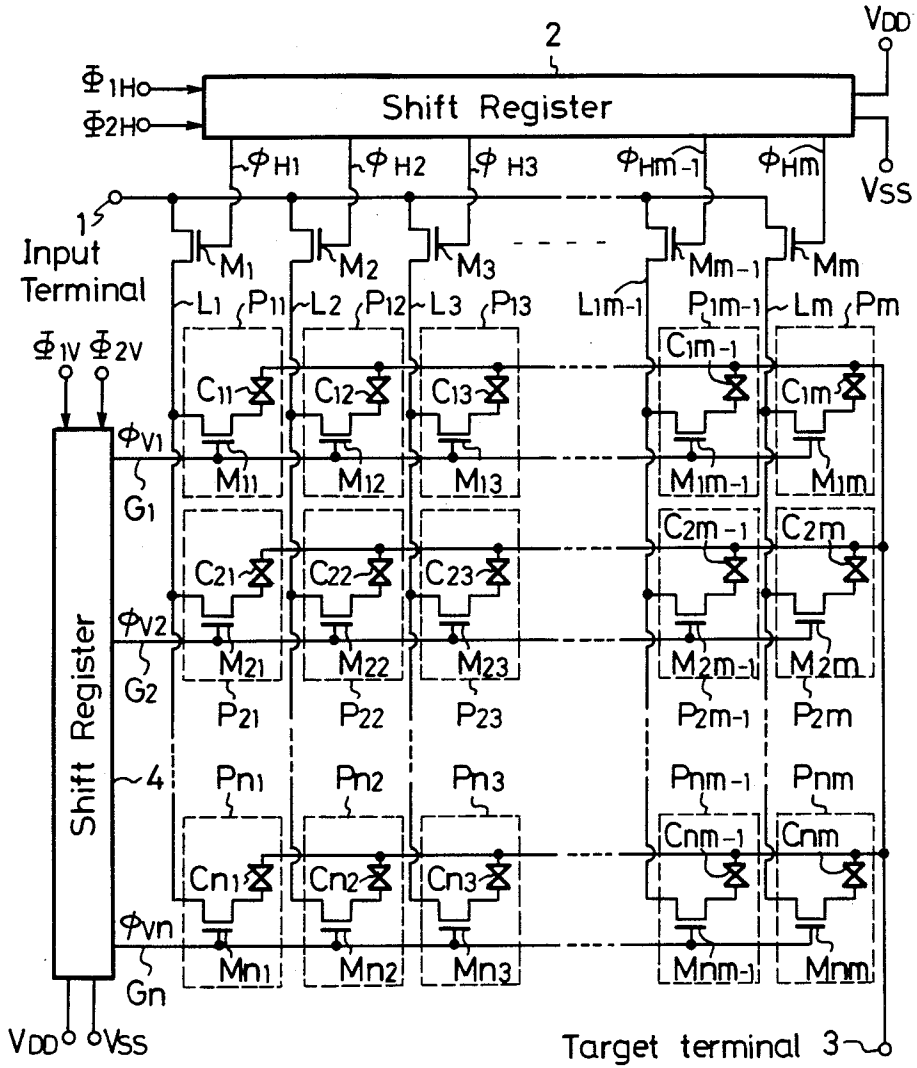 VDD
2
Φ1H
Shift Register
Φ2H
φH1 φH2 φH3 φHm-1 φHm
VSS
1
Input Terminal
M1 M2 M3 Mm-1 Mm
L1 P11 L2 P12 L3 P13 L1m-1 P1m-1 Lm Pm
Φ1V Φ2V
C11 C12 C13 C1m-1 C1m
φV1
M11 M12 M13 M1m-1 M1m
G1
C21 C22 C23 C2m-1 C2m
φV2
M21 M22 M23 M2m-1 M2m
G2
P21 P22 P23 P2m-1 P2m
Shift Register
4
Pn1 Pn2 Pn3 Pnm-1 Pnm
Cn1 Cn2 Cn3 Cnm-1 Cnm
φVn
Mn1 Mn2 Mn3 Mnm-1 Mnm
Gn
VDD VSS
Target terminal 3